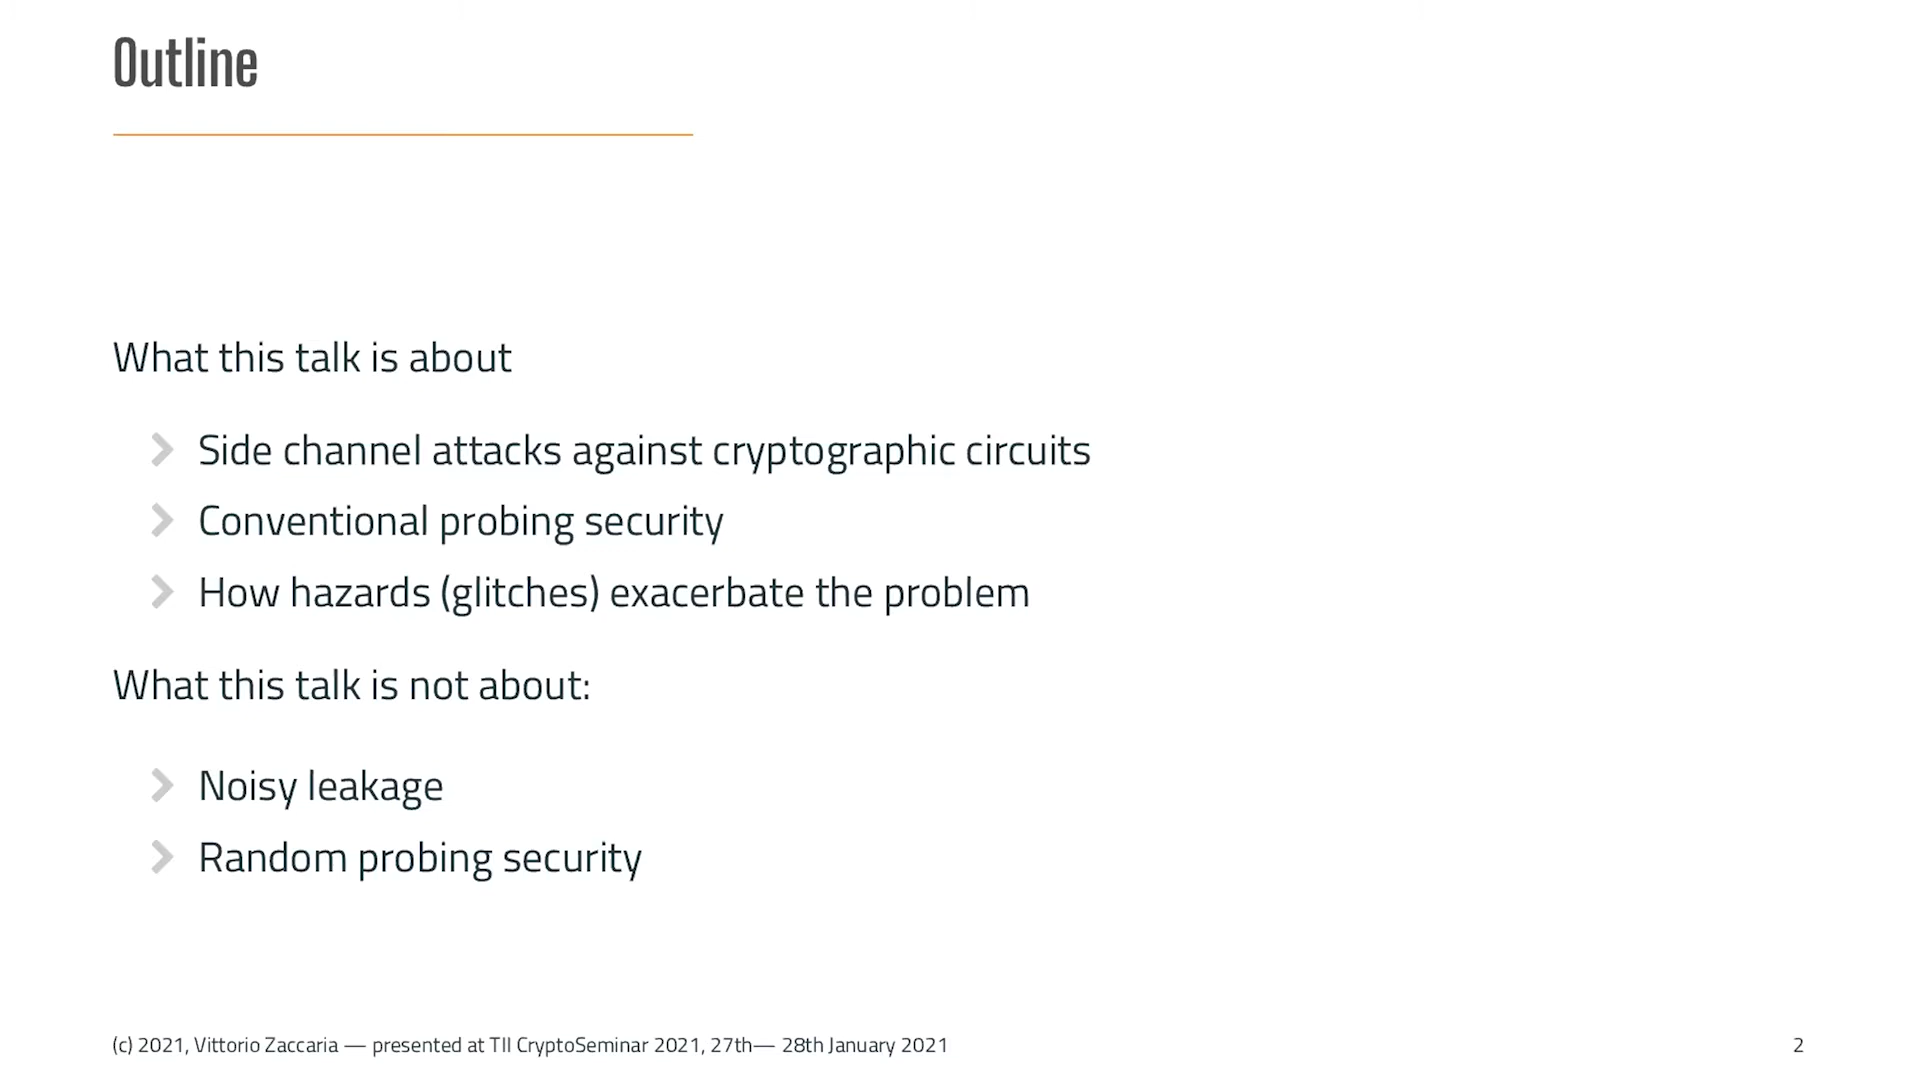 Outline
What this talk is about
Side channel attacks against cryptographic circuits
Conventional probing security
How hazards (glitches) exacerbate the problem
What this talk is not about:
Noisy leakage
Random probing security
(c) 2021, Vittorio Zaccaria — presented at TII CryptoSeminar 2021, 27th— 28th January 2021
2